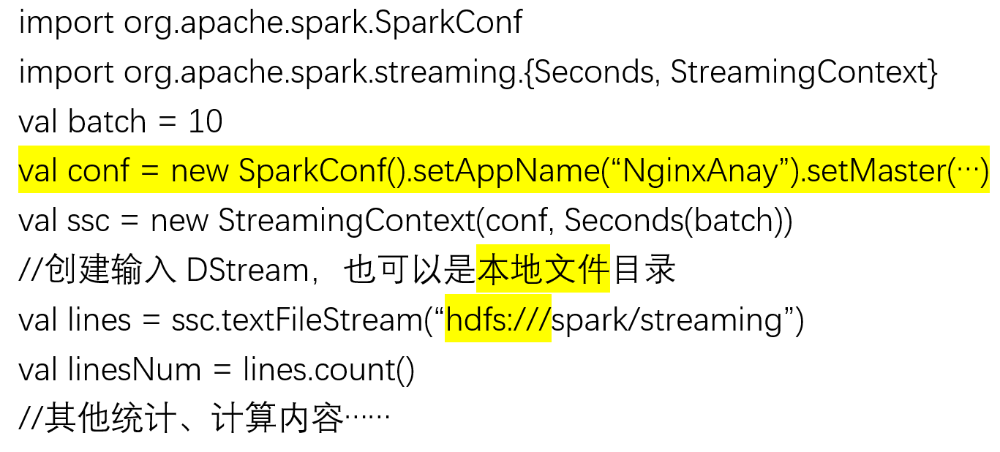 import org.apache.spark.SparkConf
import org.apache.spark.streaming.{Seconds, StreamingContext}
val batch = 10
val conf = new SparkConf().setAppName(“NginxAnay”).setMaster(…)
val ssc = new StreamingContext(conf, Seconds(batch))
//创建输入 DStream，也可以是本地文件目录
val lines = ssc.textFileStream(“hdfs:///spark/streaming”)
val linesNum = lines.count()
//其他统计、计算内容……